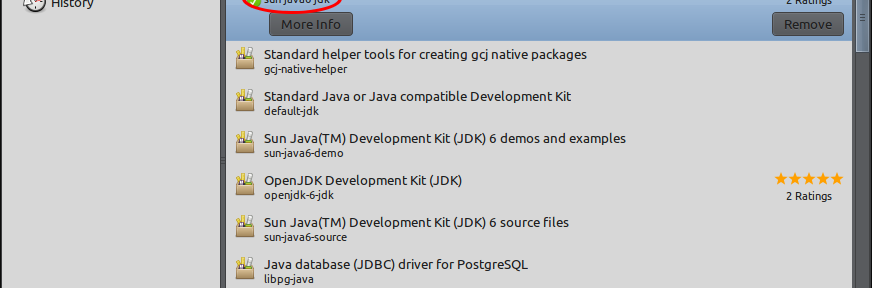 History
sun-java6-jdk
2 Ratings
More Info
Remove
Standard helper tools for creating gcj native packages
gcj-native-helper
Standard Java or Java compatible Development Kit
default-jdk
Sun Java(TM) Development Kit (JDK) 6 demos and examples
sun-java6-demo
OpenJDK Development Kit (JDK)
openjdk-6-jdk
2 Ratings
Sun Java(TM) Development Kit (JDK) 6 source files
sun-java6-source
Java database (JDBC) driver for PostgreSQL
libpg-java